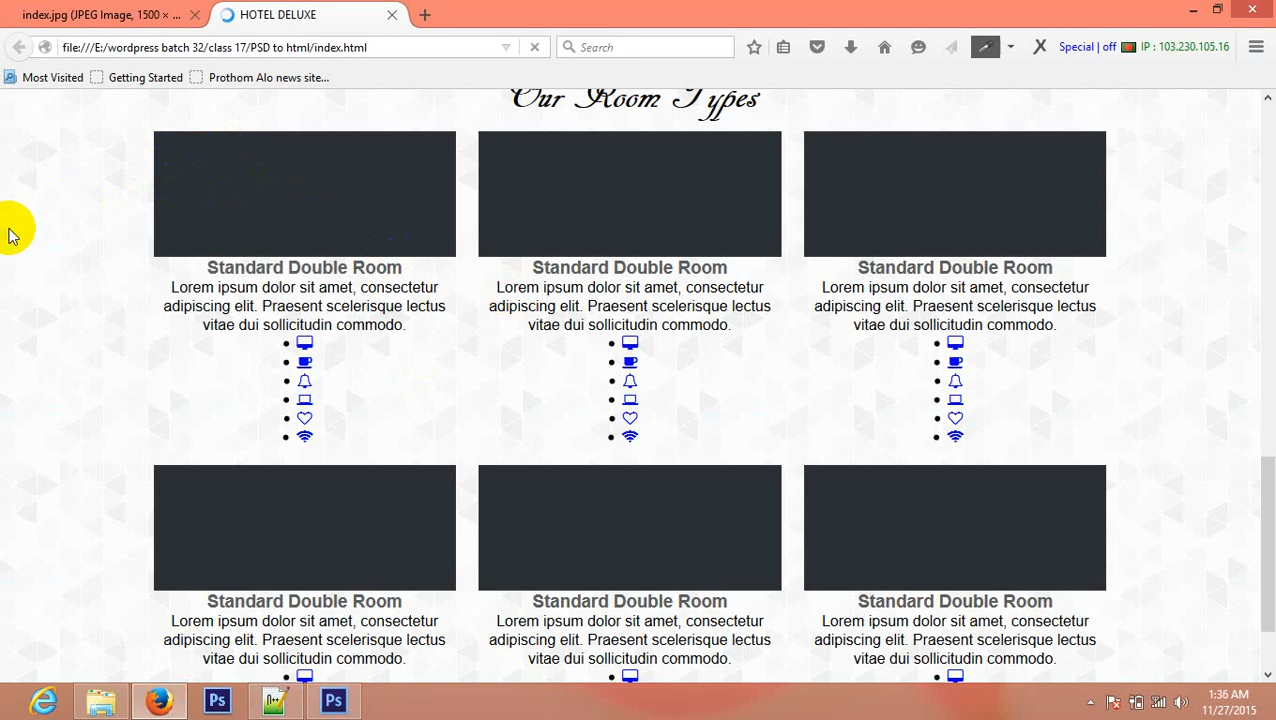 index.jpg (JPEG Image, 1500 × ...
HOTEL DELUXE
file:///E:/wordpress batch 32/class 17/PSD to html/index.html
Search
Special | off
IP : 103.230.105.16
Most Visited
Getting Started
Prothom Alo news site...
Our Room Types
Standard Double Room
Lorem ipsum dolor sit amet, consectetur
adipiscing elit. Praesent scelerisque lectus
vitae dui sollicitudin commodo.
Standard Double Room
Lorem ipsum dolor sit amet, consectetur
adipiscing elit. Praesent scelerisque lectus
vitae dui sollicitudin commodo.
Standard Double Room
Lorem ipsum dolor sit amet, consectetur
adipiscing elit. Praesent scelerisque lectus
vitae dui sollicitudin commodo.
Standard Double Room
Lorem ipsum dolor sit amet, consectetur
adipiscing elit. Praesent scelerisque lectus
vitae dui sollicitudin commodo.
Standard Double Room
Lorem ipsum dolor sit amet, consectetur
adipiscing elit. Praesent scelerisque lectus
vitae dui sollicitudin commodo.
Standard Double Room
Lorem ipsum dolor sit amet, consectetur
adipiscing elit. Praesent scelerisque lectus
vitae dui sollicitudin commodo.
Ps
Ps
1:36 AM
11/27/2015